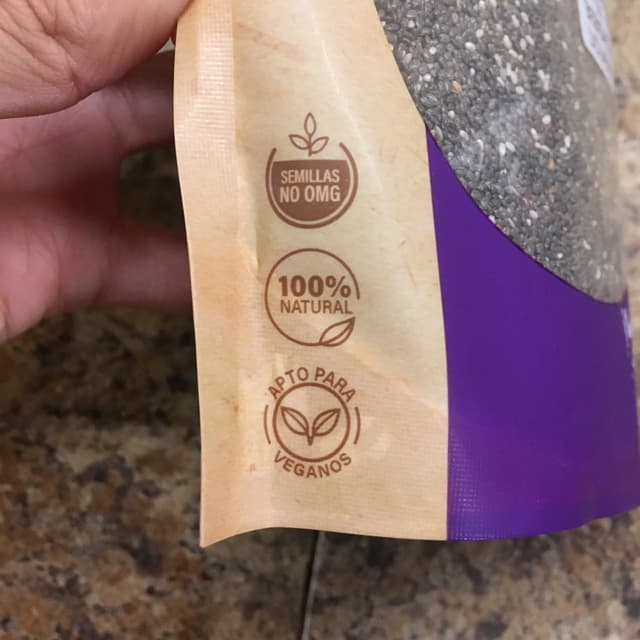 SEMILLAS
NO OMG
100%
NATURAL
APTO PARA
VEGANOS